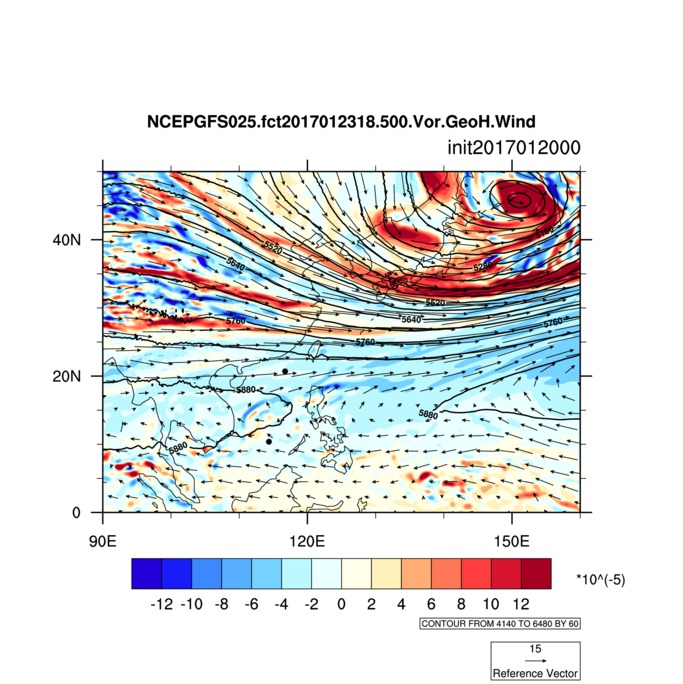 NCEPGFS025.fct2017012318.500.Vor.GeoH.Wind
init2017012000
40N
20N
0
5520
5640
5760
5880
5880
5640
5760
5880
5760
90E
120E
150E
-12 -10 -8 -6 -4 -2 0 2 4 6 8 10 12
*10^(-5)
CONTOUR FROM 4140 TO 6480 BY 60
15
Reference Vector